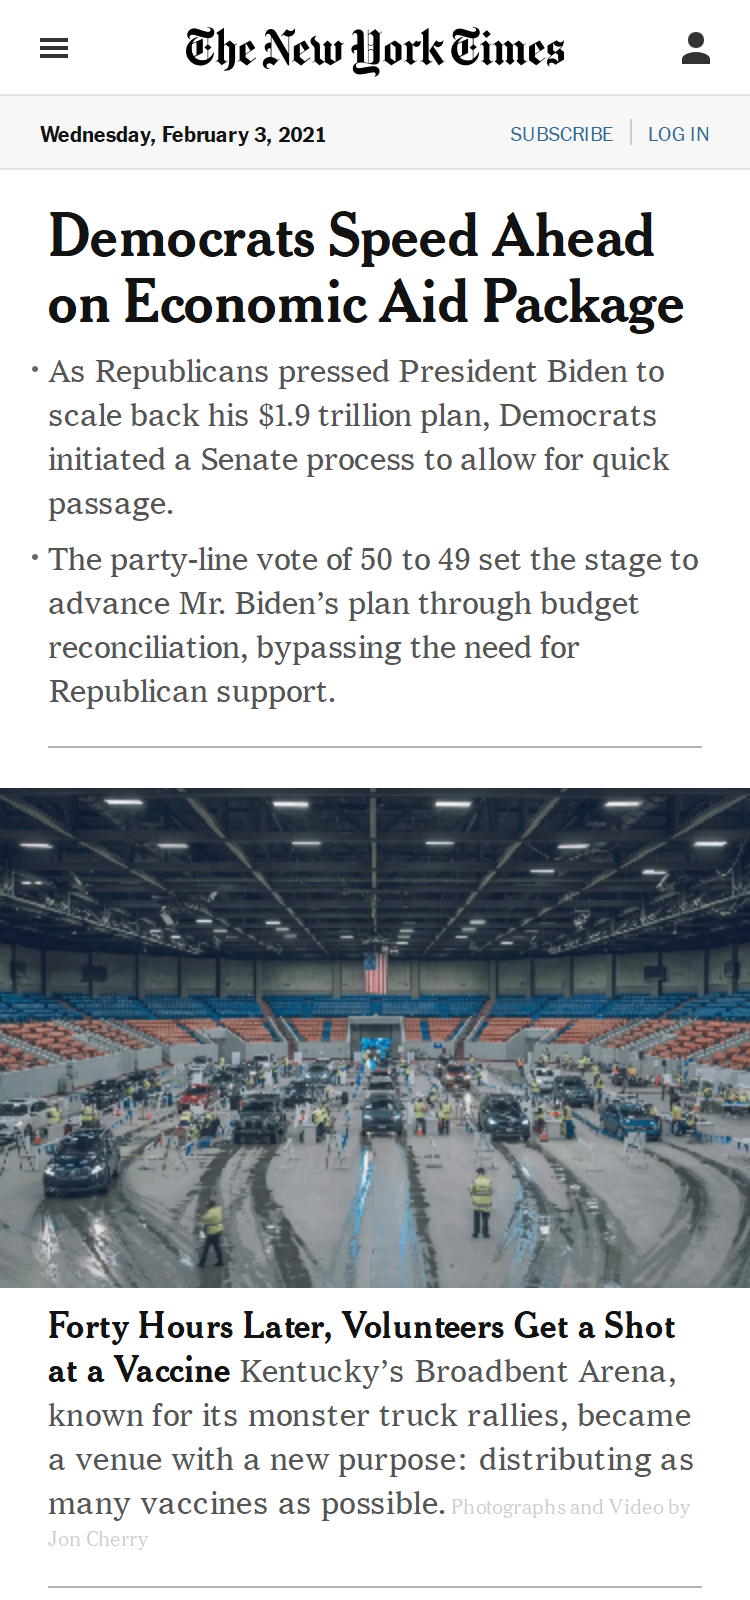 The New York Times
Wednesday, February 3, 2021
SUBSCRIBE
LOG IN
Democrats Speed Ahead
on Economic Aid Package
• As Republicans pressed President Biden to
scale back his $1.9 trillion plan, Democrats
initiated a Senate process to allow for quick
passage.
• The party-line vote of 50 to 49 set the stage to
advance Mr. Biden’s plan through budget
reconciliation, bypassing the need for
Republican support.
Forty Hours Later, Volunteers Get a Shot
at a Vaccine Kentucky’s Broadbent Arena,
known for its monster truck rallies, became
a venue with a new purpose: distributing as
many vaccines as possible. Photographs and Video by
Jon Cherry